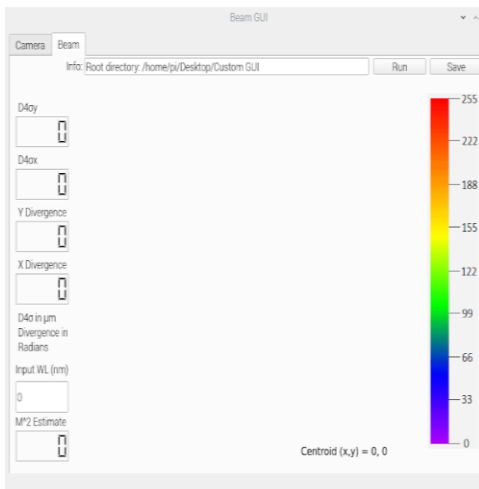 Beam GUI
Camera Beam
Info: Root directory: /home/pi/Desktop/Custom GUI Run Save
D4σy
0
D4σx
0
Y Divergence
0
X Divergence
0
D4σ in μm
Divergence in
Radians
Input WL (nm)
0
M^2 Estimate
0
255
222
188
155
122
99
66
33
0
Centroid (x,y) = 0, 0